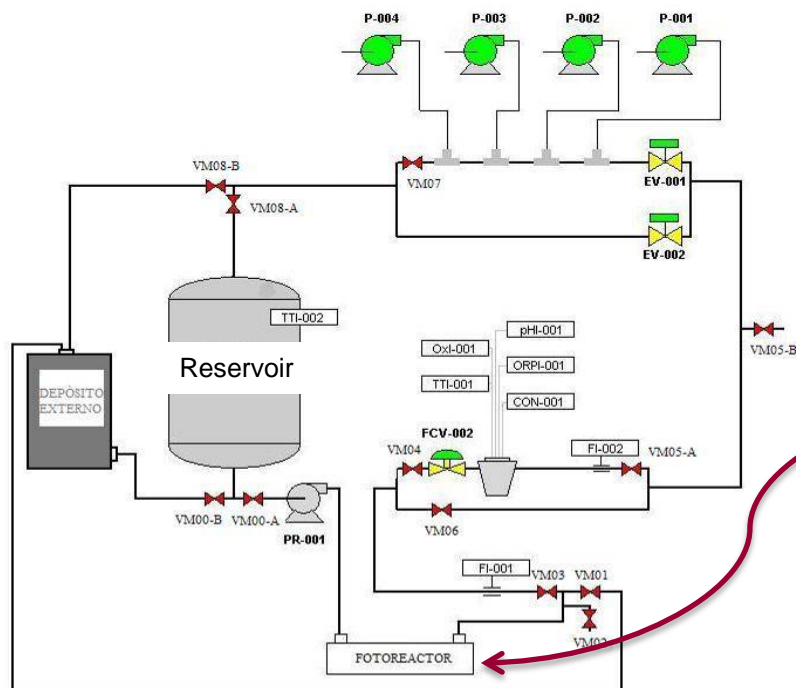 P-004
P-003
P-002
P-001
VM08-B
VM07
EV-001
VM08-A
EV-002
TTI-002
pHI-001
OxI-001
VM05-B
Reservoir
ORPI-001
TTI-001
DEPÒSITO
EXTERNO
CON-001
FCV-002
FI-002
VM04
VM05-A
VM00-B
VM00-A
VM06
PR-001
FI-001
VM03
VM01
VM02
FOTOREACTOR